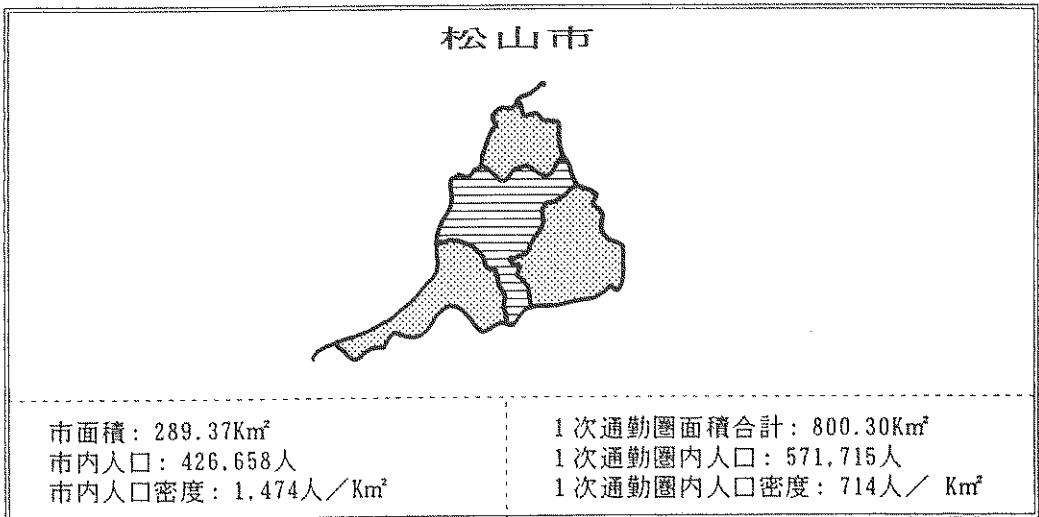 松山市
市面積：289.37Km²
市内人口：426,658人
市内人口密度：1,474人／Km²
1次通勤圏面積合計：800.30Km²
1次通勤圏内人口：571,715人
1次通勤圏内人口密度：714人／ Km²